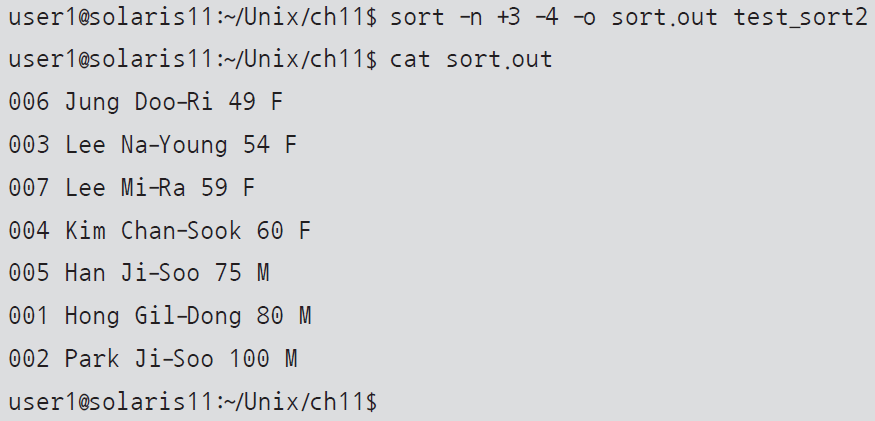 user1@solaris11:~/Unix/ch11$ sort -n +3 -4 -o sort.out test_sort2
user1@solaris11:~/Unix/ch11$ cat sort.out
006 Jung Doo-Ri 49 F
003 Lee Na-Young 54 F
007 Lee Mi-Ra 59 F
004 Kim Chan-Sook 60 F
005 Han Ji-Soo 75 M
001 Hong Gil-Dong 80 M
002 Park Ji-Soo 100 M
user1@solaris11:~/Unix/ch11$